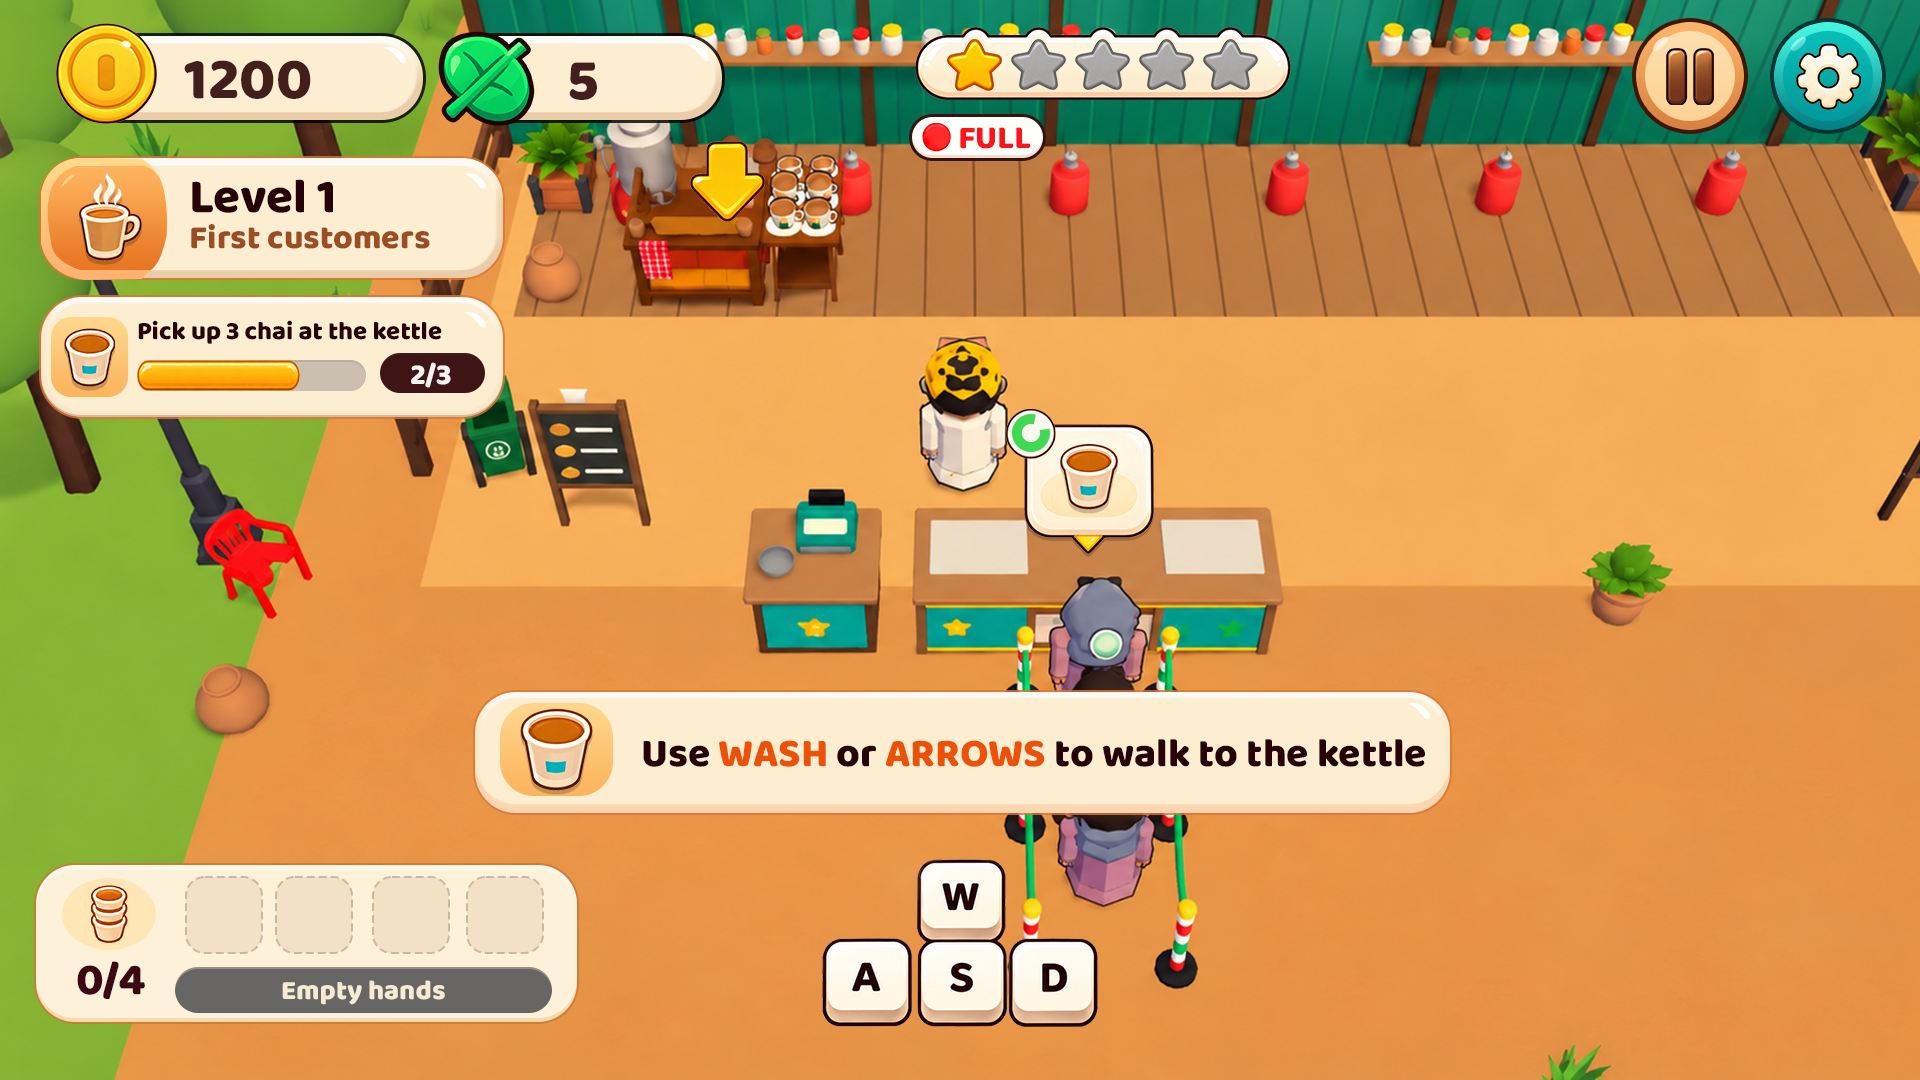 1200
5
FULL
Level 1
First customers
Pick up 3 chai at the kettle
2/3
Use WASH or ARROWS to walk to the kettle
W
A S D
0/4
Empty hands